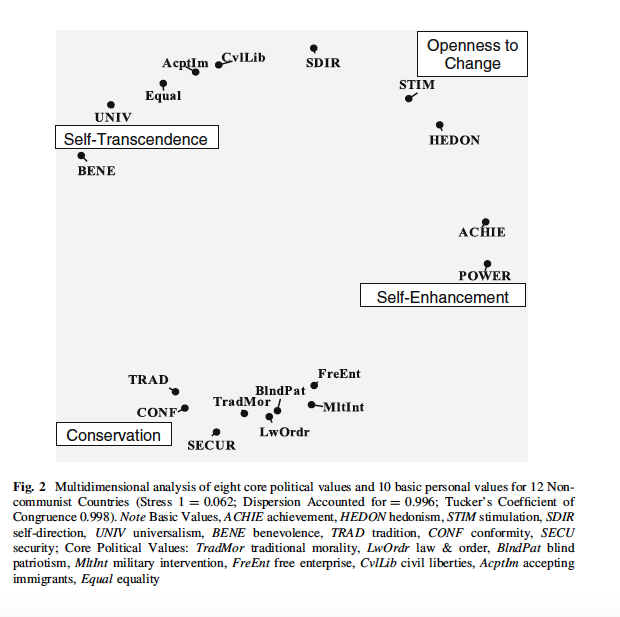 Openness to
Change
CvlLib
AcptIm
SDIR
STIM
Equal
UNIV
Self-Transcendence
HEDON
BENE
ACHIE
POWER
Self-Enhancement
FreEnt
TRAD
BlndPat
TradMor
MltInt
CONF
Conservation
LwOrdr
SECUR
Fig. 2 Multidimensional analysis of eight core political values and 10 basic personal values for 12 Non-
communist Countries (Stress 1 = 0.062; Dispersion Accounted for = 0.996; Tucker's Coefficient of
Congruence 0.998). Note Basic Values, ACHIE achievement, HEDON hedonism, STIM stimulation, SDIR
self-direction, UNIV universalism, BENE benevolence, TRAD tradition, CONF conformity, SECU
security; Core Political Values: TradMor traditional morality, LwOrdr law & order, BlndPat blind
patriotism, MltInt military intervention, FreEnt free enterprise, CvlLib civil liberties, AcptIm accepting
immigrants, Equal equality